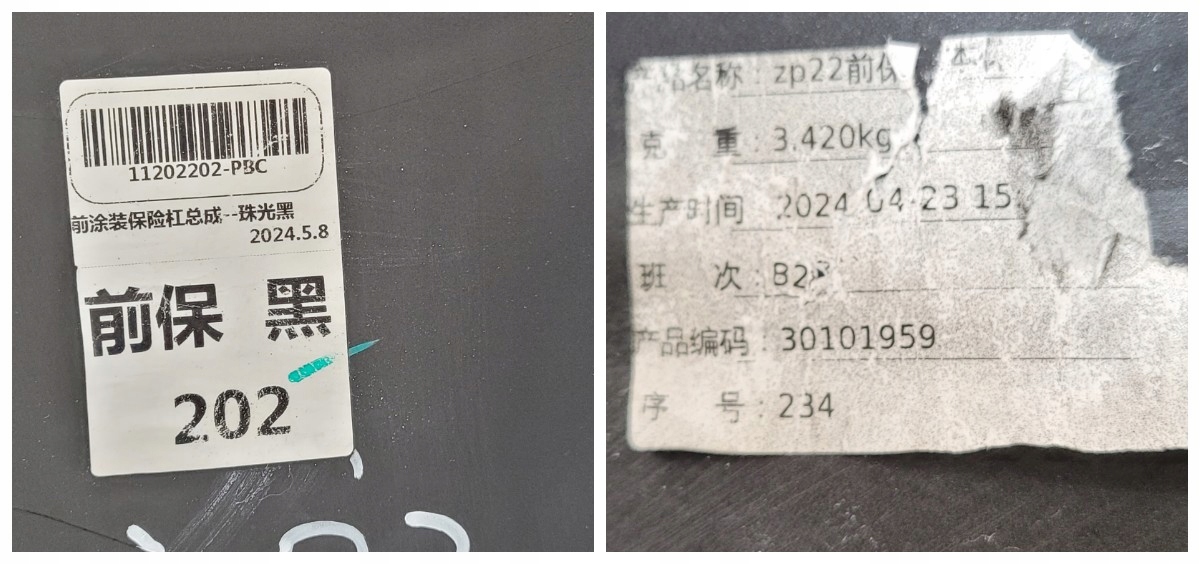 11202202-PBC
前涂装保险杠总成--珠光黑
2024.5.8
前保 黑
202
产品名称：zp22前保
克 重：3.420kg
生产时间 2024 04-23 15:
班 次：B2
产品编码：30101959
序 号：234